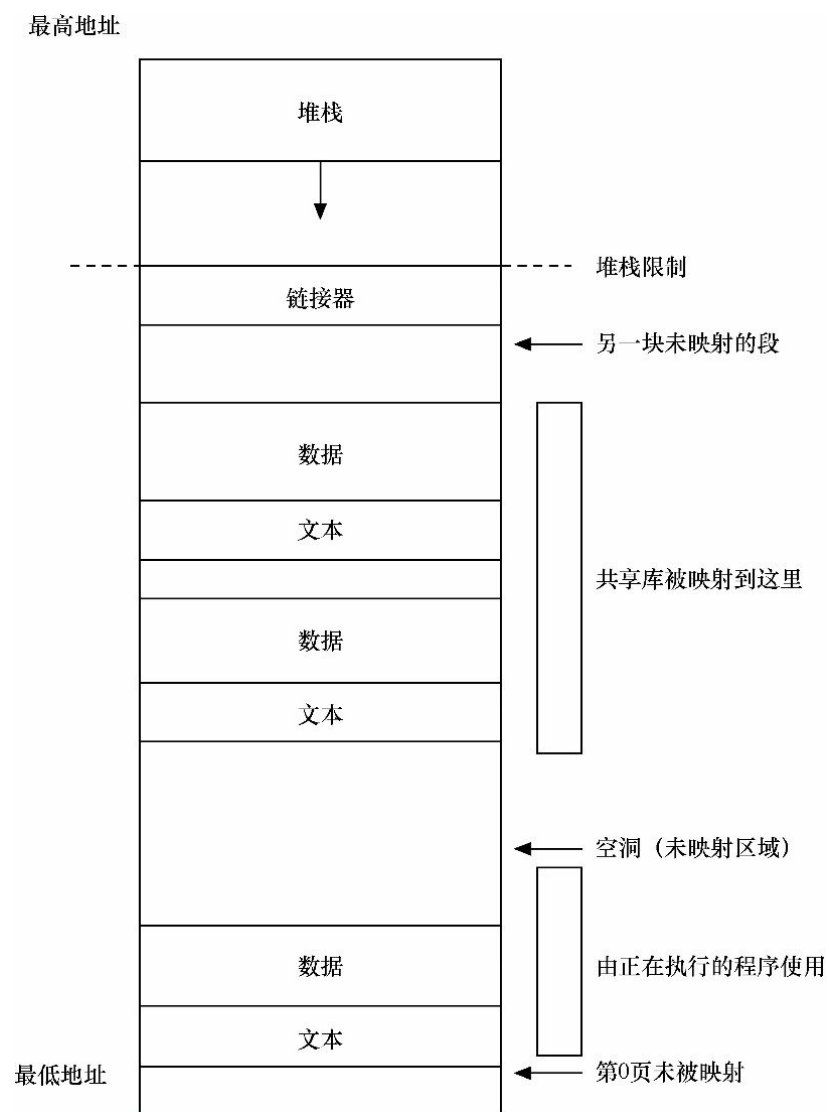 最高地址
堆栈
堆栈限制
链接器
另一块未映射的段
数据
文本
共享库被映射到这里
数据
文本
空洞（未映射区域）
数据
由正在执行的程序使用
文本
最低地址
第0页未被映射